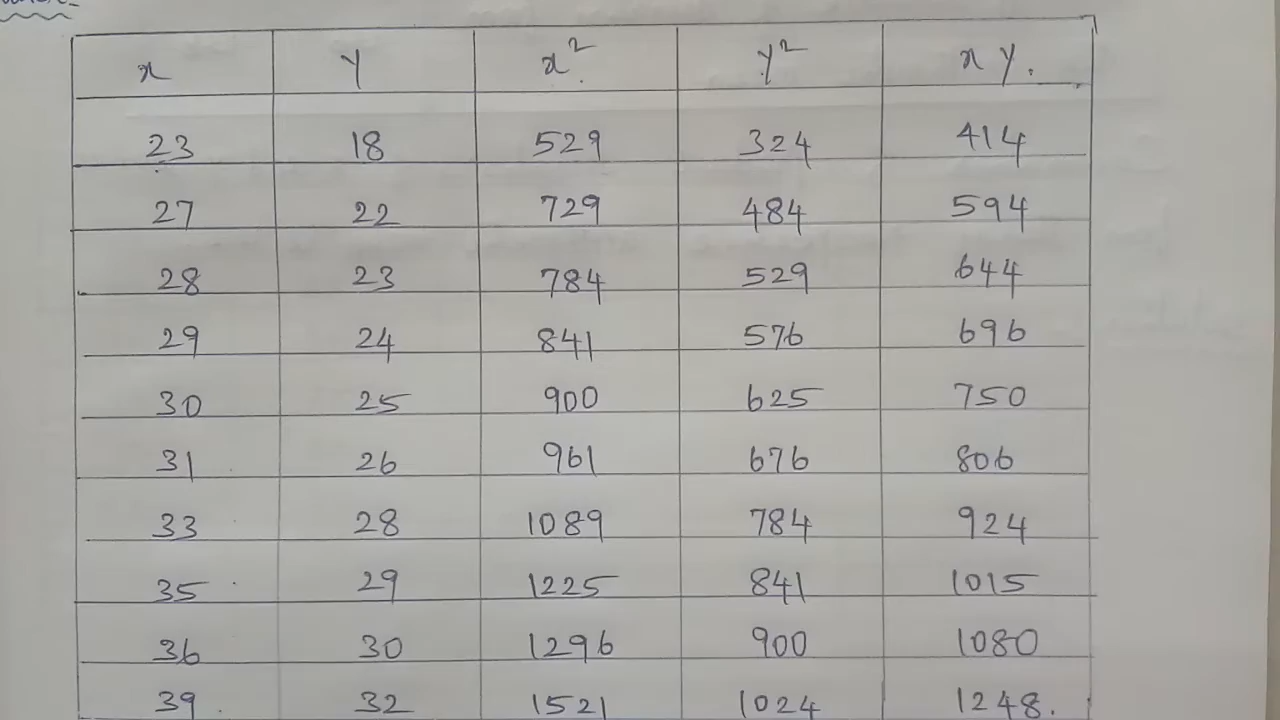 x Y x² Y² x Y.
23 18 529 324 414
27 22 729 484 594
28 23 784 529 644
29 24 841 576 696
30 25 900 625 750
31 26 961 676 806
33 28 1089 784 924
35 29 1225 841 1015
36 30 1296 900 1080
39 32 1521 1024 1248.